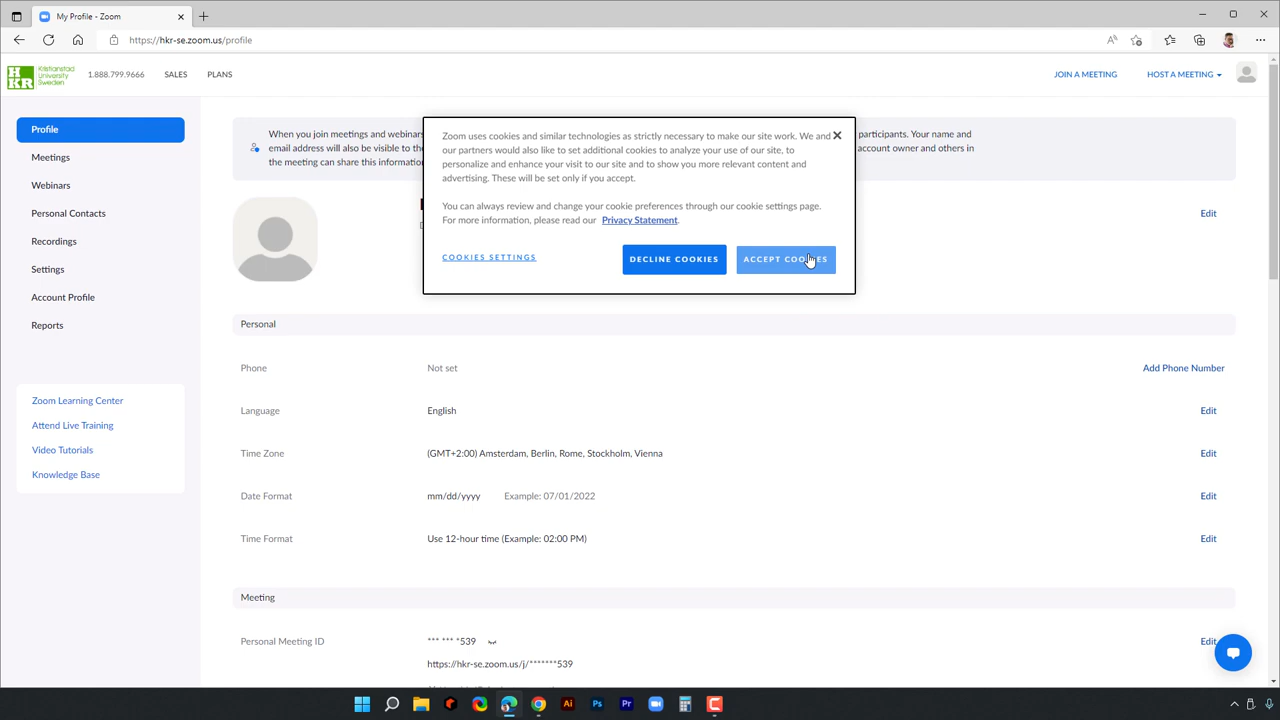 My Profile - Zoom
https://hkr-se.zoom.us/profile
HKR
Kristianstad
University
Sweden
1.888.799.9666
SALES
PLANS
JOIN A MEETING
HOST A MEETING
Profile
Meetings
Webinars
Personal Contacts
Recordings
Settings
Account Profile
Reports
Zoom Learning Center
Attend Live Training
Video Tutorials
Knowledge Base
When you join meetings and webinars
participants. Your name and
email address will also be visible to the
account owner and others in
the meeting can share this information
Zoom uses cookies and similar technologies as strictly necessary to make our site work. We and
our partners would also like to set additional cookies to analyze your use of our site, to
personalize and enhance your visit to our site and to show you more relevant content and
advertising. These will be set only if you accept.
You can always review and change your cookie preferences through our cookie settings page.
For more information, please read our Privacy Statement.
COOKIES SETTINGS
DECLINE COOKIES
ACCEPT COOKIES
Edit
Personal
Phone
Not set
Add Phone Number
Language
English
Edit
Time Zone
(GMT+2:00) Amsterdam, Berlin, Rome, Stockholm, Vienna
Edit
Date Format
mm/dd/yyyy
Example: 07/01/2022
Edit
Time Format
Use 12-hour time (Example: 02:00 PM)
Edit
Meeting
Personal Meeting ID
*** *** *539
Edit
https://hkr-se.zoom.us/j/*******539
Ai
Ps
Pr